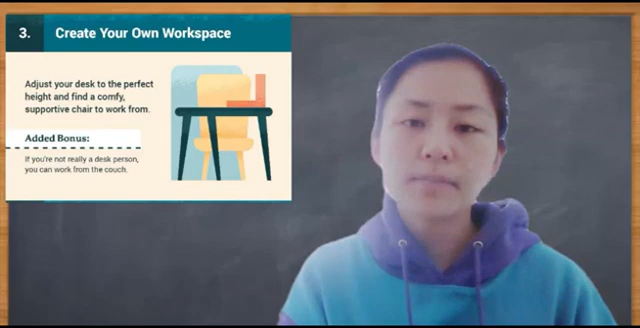 3. Create Your Own Workspace
Adjust your desk to the perfect
height and find a comfy,
supportive chair to work from.
Added Bonus:
If you're not really a desk person,
you can work from the couch.